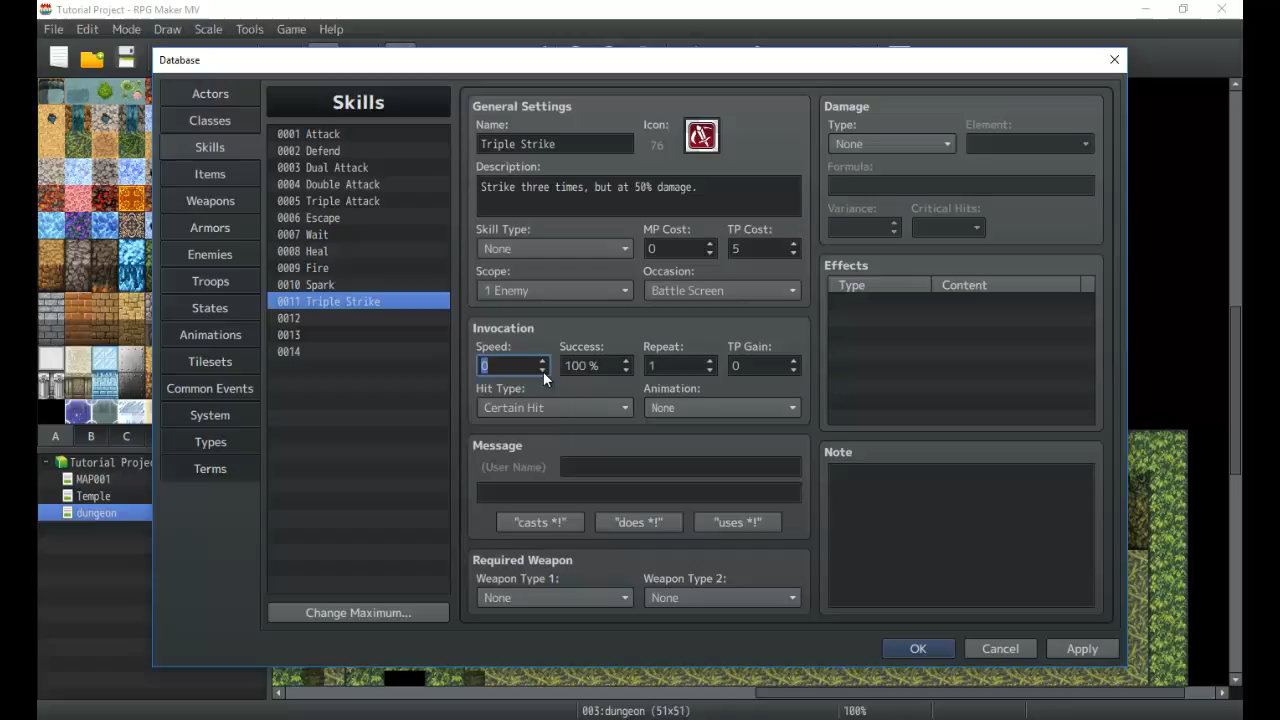 Tutorial Project - RPG Maker MV
File Edit Mode Draw Scale Tools Game Help
Database
Actors
Classes
Skills
Items
Weapons
Armors
Enemies
Troops
States
Animations
Tilesets
Common Events
System
Types
Terms
A B C
Tutorial Proje
MAP001
Temple
dungeon
Skills
0001 Attack
0002 Defend
0003 Dual Attack
0004 Double Attack
0005 Triple Attack
0006 Escape
0007 Wait
0008 Heal
0009 Fire
0010 Spark
0011 Triple Strike
0012
0013
0014
Change Maximum...
General Settings
Name: Icon:
Triple Strike 76
Description:
Strike three times, but at 50% damage.
Skill Type: MP Cost: TP Cost:
None 0 5
Scope: Occasion:
1 Enemy Battle Screen
Invocation
Speed: Success: Repeat: TP Gain:
0 100 % 1 0
Hit Type: Animation:
Certain Hit None
Message
(User Name)
"casts *!" "does *!" "uses *!"
Required Weapon
Weapon Type 1: Weapon Type 2:
None None
Damage
Type: Element:
None
Formula:
Variance: Critical Hits:
Effects
Type Content
Note
OK Cancel Apply
003:dungeon (51x51) 100%